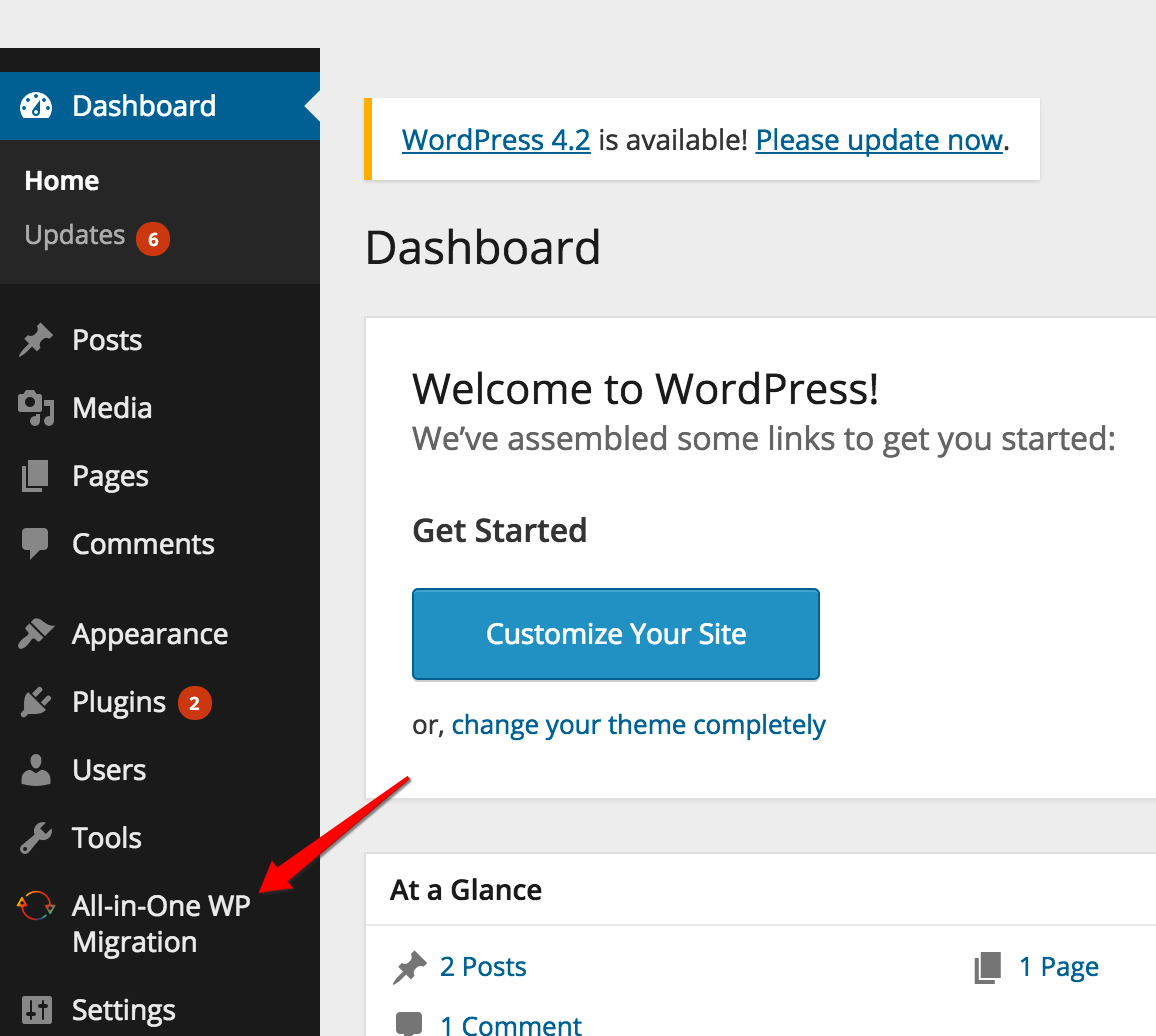 Dashboard
Home
Updates 6
Posts
Media
Pages
Comments
Appearance
Plugins 2
Users
Tools
All-in-One WP
Migration
Settings
WordPress 4.2 is available! Please update now.
Dashboard
Welcome to WordPress!
We’ve assembled some links to get you started:
Get Started
Customize Your Site
or, change your theme completely
At a Glance
2 Posts
1 Page
1 Comment